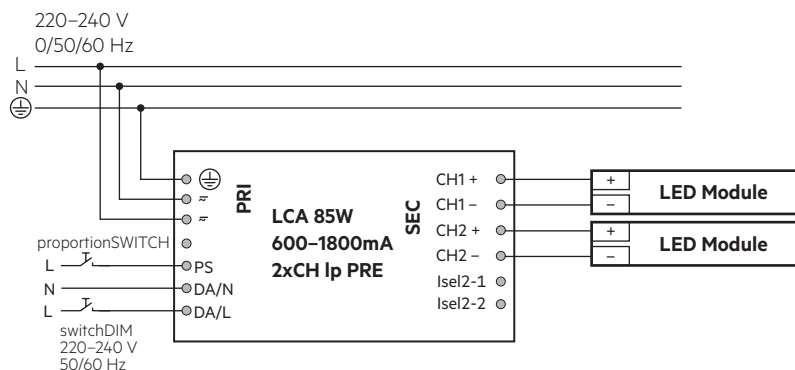 220–240 V
0/50/60 Hz
L
N
PRI
LCA 85W
600–1800mA
2xCH lp PRE
SEC
CH1 +
CH1 –
CH2 +
CH2 –
Isel2-1
Isel2-2
+
–
LED Module
+
–
LED Module
proportionSWITCH
L
PS
N
DA/N
L
DA/L
switchDIM
220–240 V
50/60 Hz